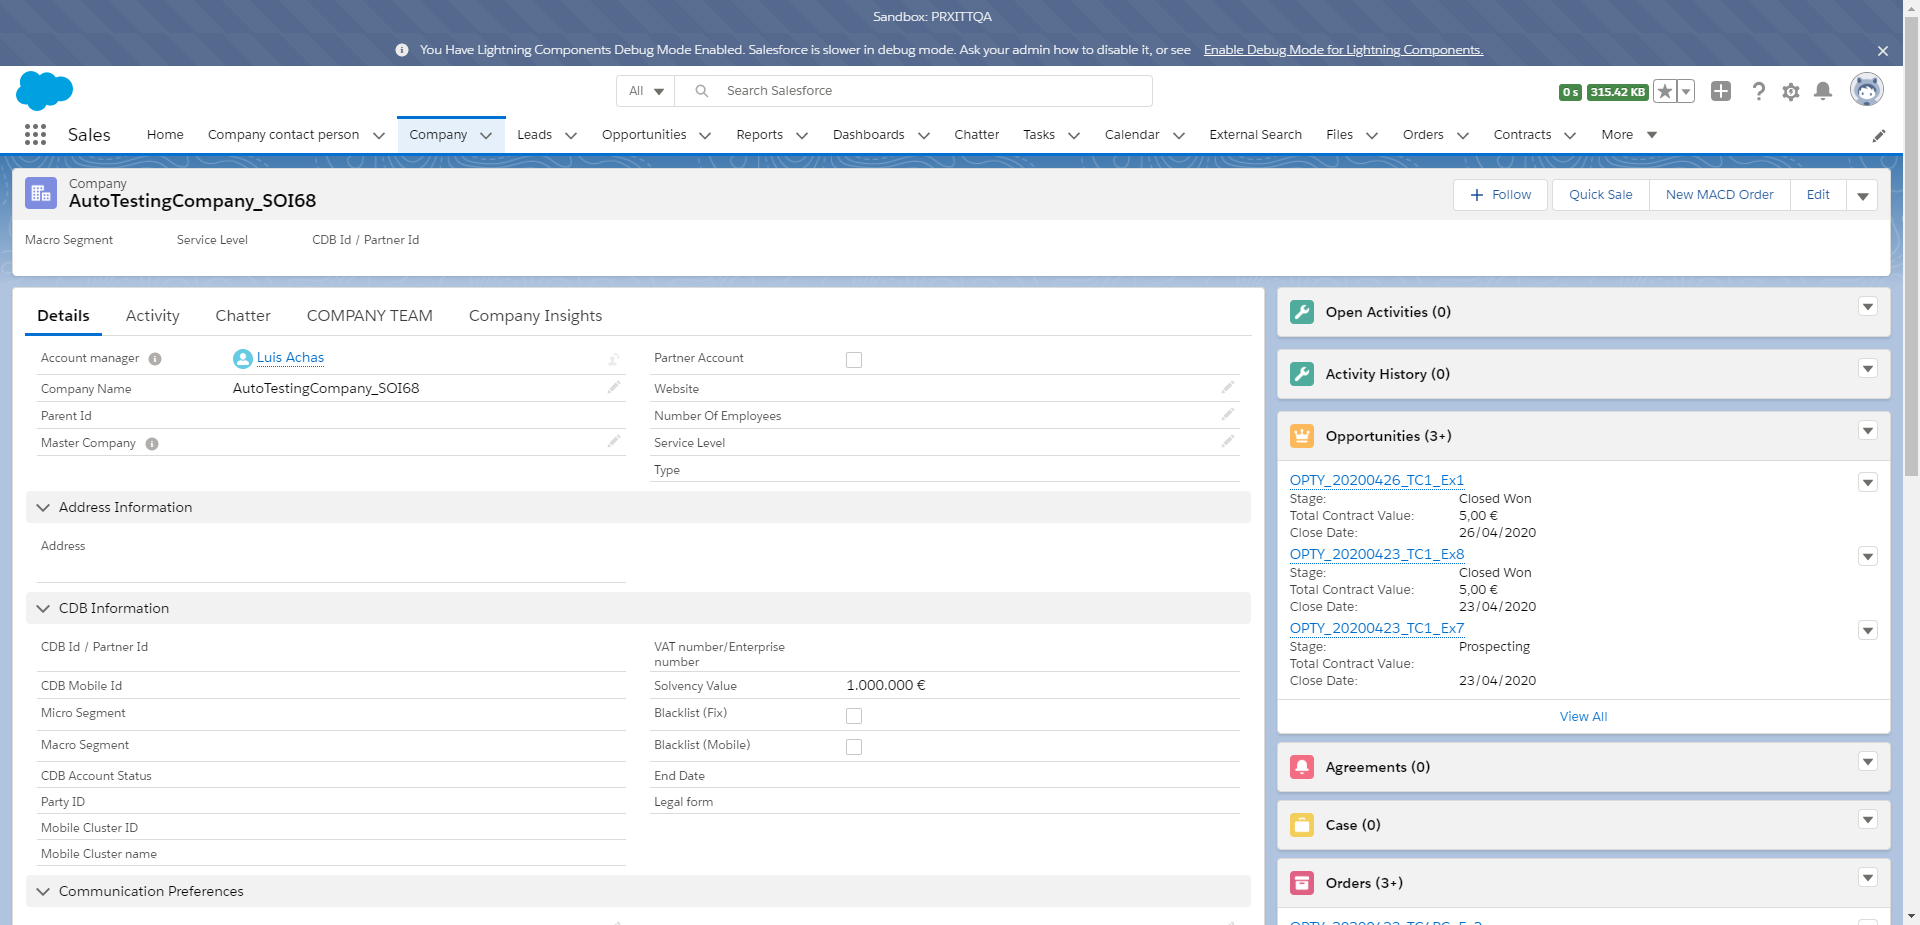 Sandbox: PRXITTQA
You Have Lightning Components Debug Mode Enabled. Salesforce is slower in debug mode. Ask your admin how to disable it, or see Enable Debug Mode for Lightning Components.
All
Search Salesforce
0 s
315.42 KB
Sales
Home
Company contact person
Company
Leads
Opportunities
Reports
Dashboards
Chatter
Tasks
Calendar
External Search
Files
Orders
Contracts
More
Company
AutoTestingCompany_SOI68
Follow
Quick Sale
New MACD Order
Edit
Macro Segment
Service Level
CDB Id / Partner Id
Details
Activity
Chatter
COMPANY TEAM
Company Insights
Account manager
Luis Achas
Company Name
AutoTestingCompany_SOI68
Parent Id
Master Company
Partner Account
Website
Number Of Employees
Service Level
Type
Address Information
Address
CDB Information
CDB Id / Partner Id
CDB Mobile Id
Micro Segment
Macro Segment
CDB Account Status
Party ID
Mobile Cluster ID
Mobile Cluster name
VAT number/Enterprise
number
Solvency Value
1.000.000 €
Blacklist (Fix)
Blacklist (Mobile)
End Date
Legal form
Communication Preferences
Open Activities (0)
Activity History (0)
Opportunities (3+)
OPTY_20200426_TC1_Ex1
Stage: Closed Won
Total Contract Value: 5,00 €
Close Date: 26/04/2020
OPTY_20200423_TC1_Ex8
Stage: Closed Won
Total Contract Value: 5,00 €
Close Date: 23/04/2020
OPTY_20200423_TC1_Ex7
Stage: Prospecting
Total Contract Value:
Close Date: 23/04/2020
View All
Agreements (0)
Case (0)
Orders (3+)